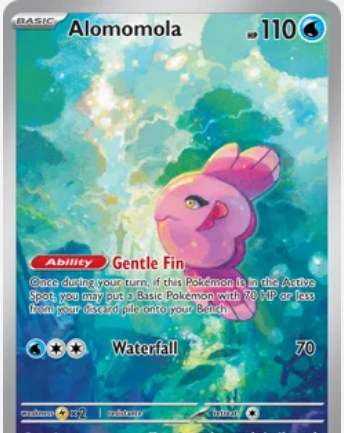 BASIC
Alomomola
HP 110
Ability Gentle Fin
Once during your turn, if this Pokémon is in the Active
Spot, you may put a Basic Pokémon with 70 HP or less
from your discard pile onto your Bench.
Waterfall 70
weakness x2 resistance retreat